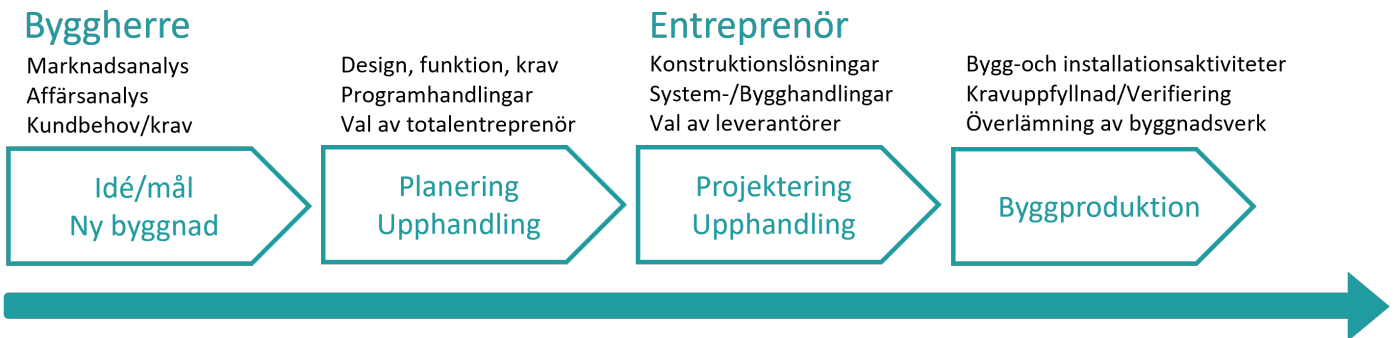 Byggherre
Marknadsanalys
Affärsanalys
Kundbehov/krav
Idé/mål
Ny byggnad
Design, funktion, krav
Programhandlingar
Val av totalentreprenör
Planering
Upphandling
Entreprenör
Konstruktionslösningar
System-/Bygghandlingar
Val av leverantörer
Projektering
Upphandling
Bygg-och installationsaktiviteter
Kravuppfyllnad/Verifiering
Överlämning av byggnadsverk
Byggproduktion